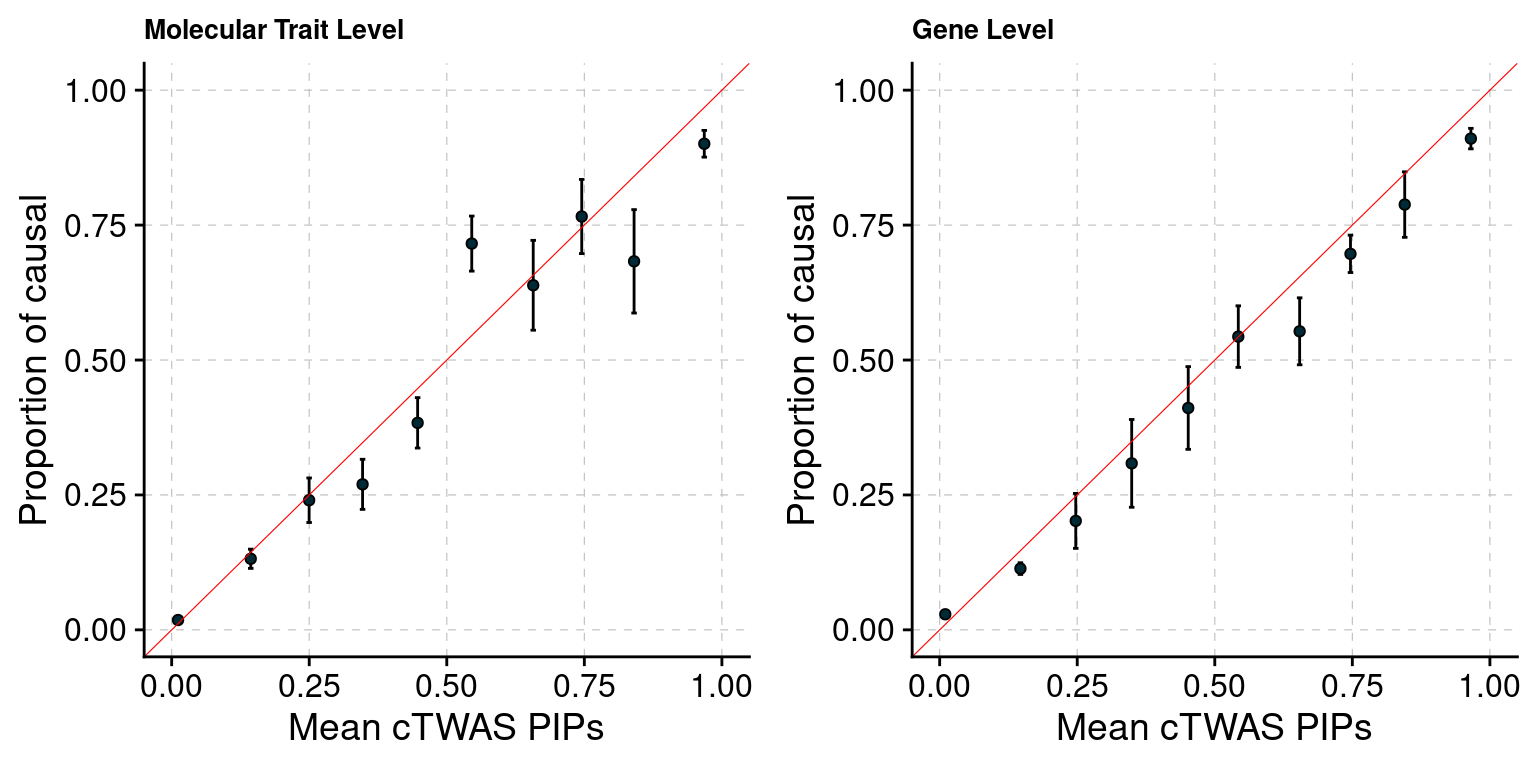 Molecular Trait Level
Proportion of causal
1.00
0.75
0.50
0.25
0.00
0.00 0.25 0.50 0.75 1.00
Mean cTWAS PIPs
Gene Level
Proportion of causal
1.00
0.75
0.50
0.25
0.00
0.00 0.25 0.50 0.75 1.00
Mean cTWAS PIPs